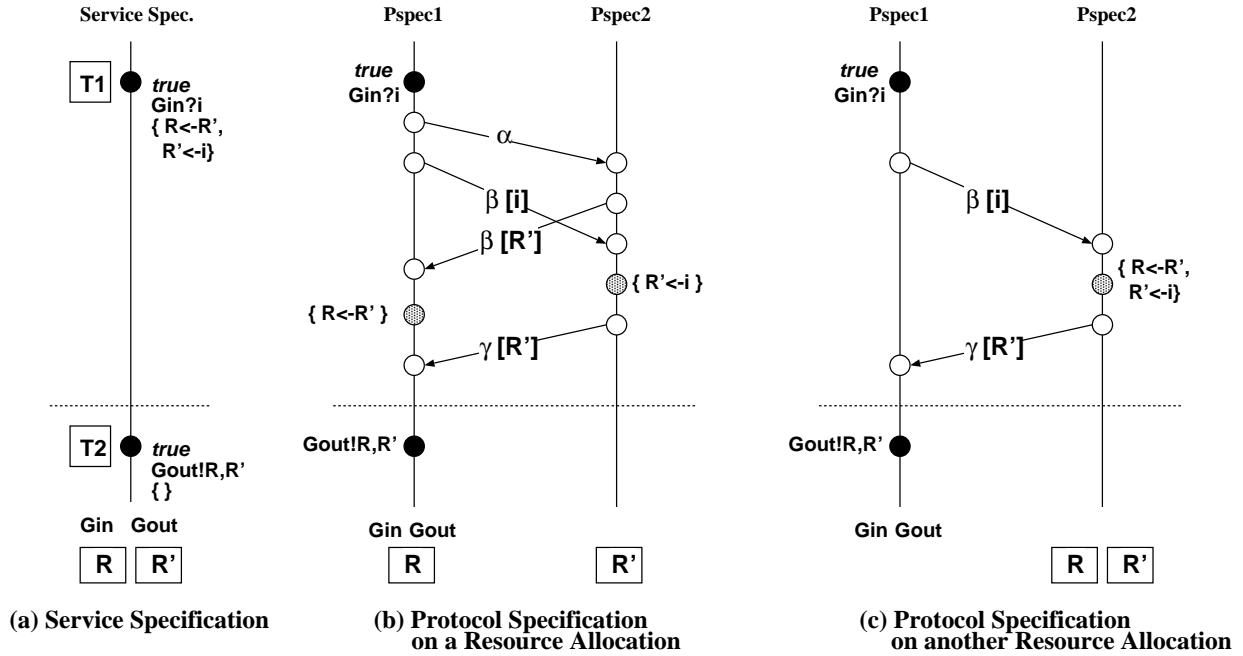 Service Spec.
T1
true
Gin?i
{ R<-R’,
R’<-i}
T2
true
Gout!R,R’
{ }
Gin Gout
R R’
(a) Service Specification
Pspec1 Pspec2
true
Gin?i
α
β [i]
β [R’]
{ R’<-i }
{ R<-R’ }
γ [R’]
Gout!R,R’
Gin Gout
R R’
(b) Protocol Specification
on a Resource Allocation
Pspec1 Pspec2
true
Gin?i
β [i]
{ R<-R’,
R’<-i}
γ [R’]
Gout!R,R’
Gin Gout
R R’
(c) Protocol Specification
on another Resource Allocation